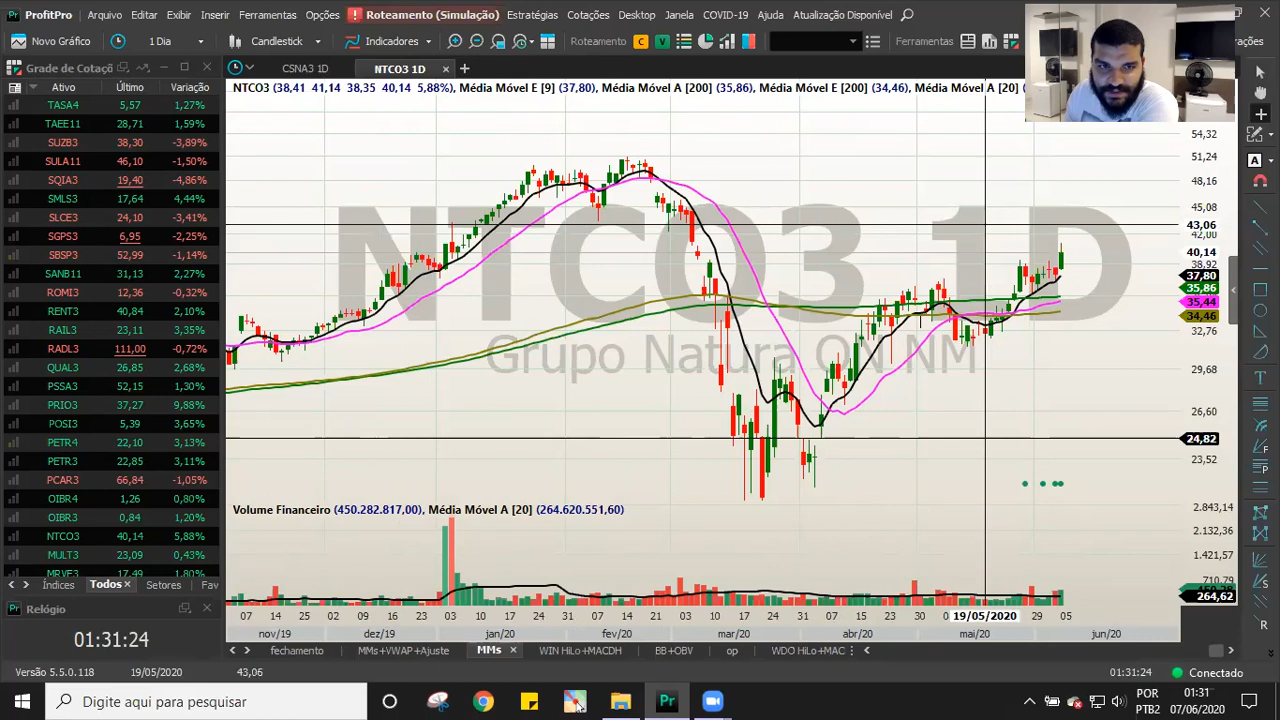 ProfitPro Arquivo Editar Exibir Inserir Ferramentas Opções Roteamento (Simulação) Estratégias Cotações Desktop Janela COVID-19 Ajuda Atualização Disponível
Novo Gráfico 1 Dia Candlestick Indicadores Roteamento C V Ferramentas
Grade de Cotaçõ CSNA3 1D NTCO3 1D
Ativo Último Variação
NTCO3 (38,41 41,14 38,35 40,14 5,88%), Média Móvel E [9] (37,80), Média Móvel A [200] (35,86), Média Móvel E [200] (34,46), Média Móvel A [20]
TASA4 5,57 1,27%
TAEE11 28,71 1,59%
SUZB3 38,30 -3,89%
SULA11 46,10 -1,50%
SQIA3 19,40 -4,86%
SMLS3 17,64 4,44%
SLCE3 24,10 -3,41%
SGPS3 6,95 -2,25%
SBSP3 52,99 -1,14%
SANB11 31,13 2,27%
ROMI3 12,36 -0,32%
RENT3 40,84 2,10%
RAIL3 23,11 3,35%
RADL3 111,00 -0,72%
QUAL3 26,85 2,68%
PSSA3 52,15 1,30%
PRIO3 37,27 9,88%
POSI3 5,39 3,65%
PETR4 22,10 3,13%
PETR3 22,85 3,11%
PCAR3 66,84 -1,05%
OIBR4 1,26 0,80%
OIBR3 0,84 1,20%
NTCO3 40,14 5,88%
MULT3 23,09 0,43%
MRVE3 17,49 1,80%
Índices Todos Setores Fav
NTCO3 1D
Grupo Natura ON NM
54,32
51,24
48,16
45,08
43,06
42,00
40,14
38,92
37,80
35,86
35,44
34,46
32,76
29,68
26,60
24,82
23,52
Volume Financeiro (450.282.817,00), Média Móvel A [20] (264.620.551,60)
2.843,14
2.132,36
1.421,57
710,79
264,62
07 14 25 02 09 16 23 03 10 17 24 31 07 14 21 03 10 17 24 31 07 15 23 30 19/05/2020 29 05
nov/19 dez/19 jan/20 fev/20 mar/20 abr/20 mai/20 jun/20
Relógio
01:31:24
fechamento MMs+VWAP+Ajuste MMs WIN HiLo+MACDH BB+OBV op WDO HiLo+MAC
Versão 5.5.0.118 19/05/2020 43,06 01:31:24 Conectado
Digite aqui para pesquisar
Pr
POR 01:31
PTB2 07/06/2020